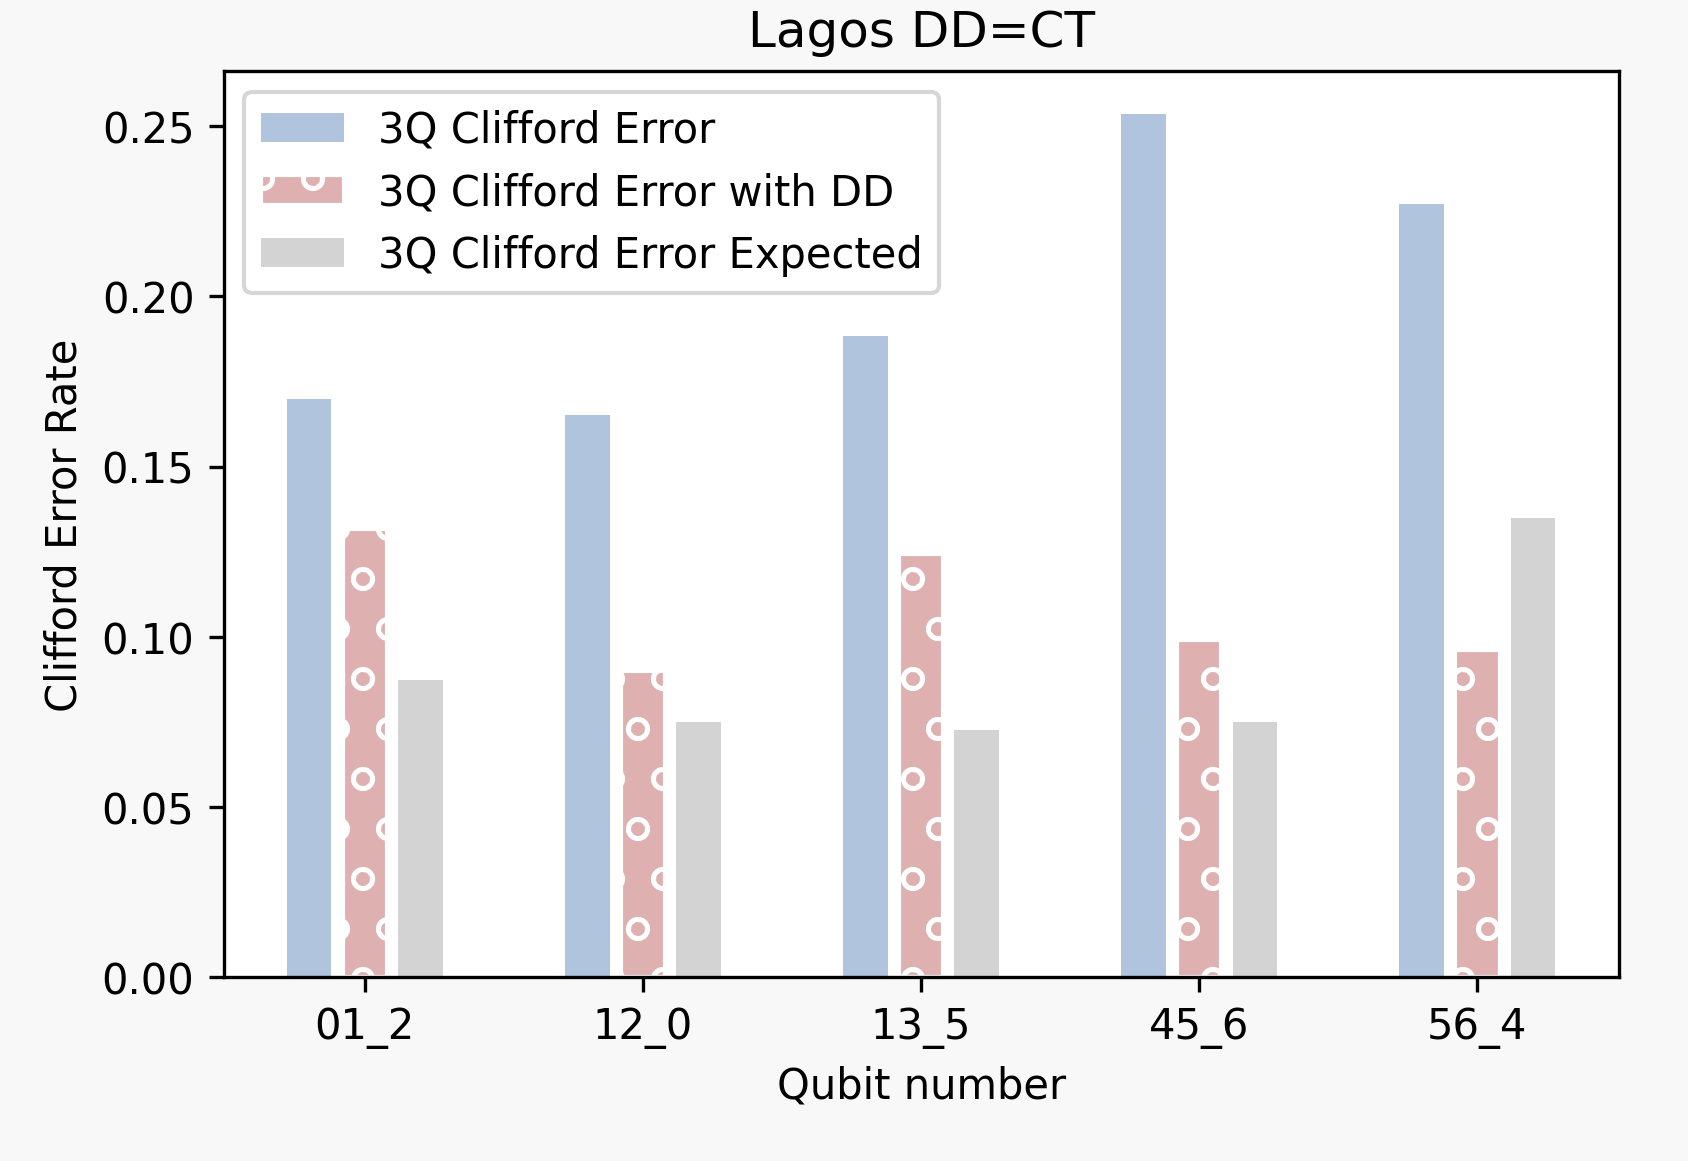 Lagos DD=CT
3Q Clifford Error
3Q Clifford Error with DD
3Q Clifford Error Expected
Clifford Error Rate
0.25
0.20
0.15
0.10
0.05
0.00
01_2 12_0 13_5 45_6 56_4
Qubit number